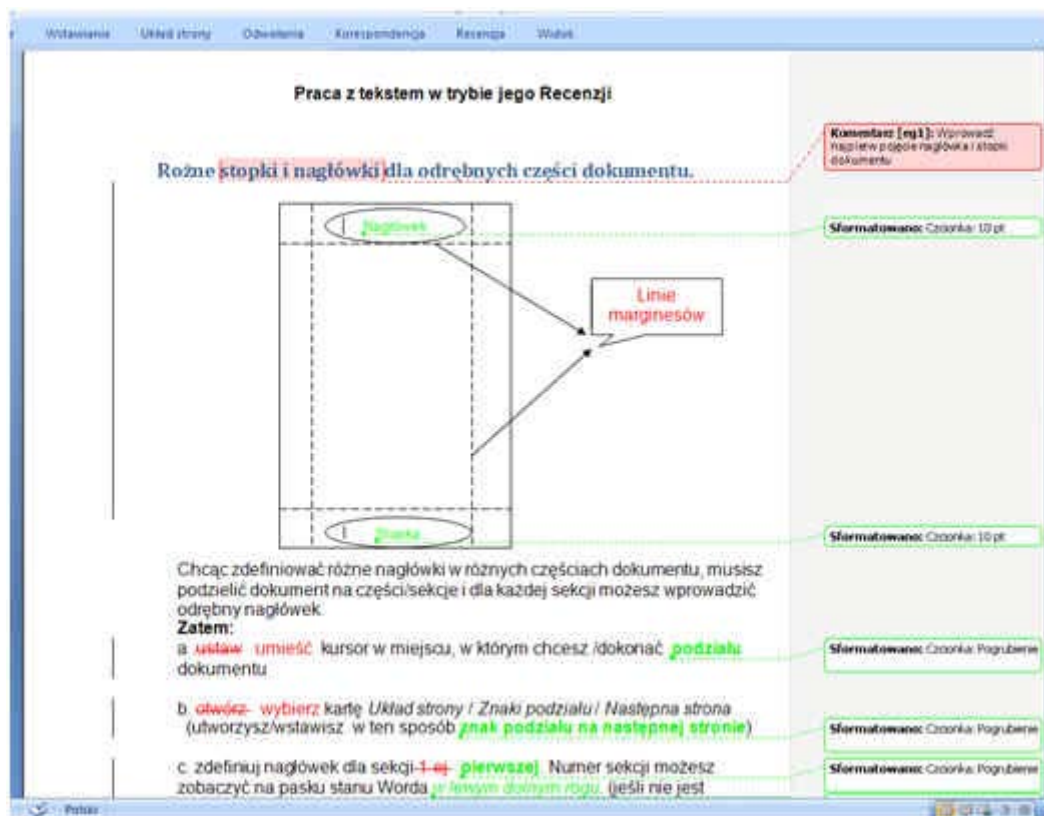 Wstawianie Układ strony Odwołania Korespondencja Recenzja Widok
Praca z tekstem w trybie jego Recenzji
Komentarz [eg1]: Wprowadź
najpierw pojęcie nagłówka i stopki
dokumentu
Rożne stopki i nagłówki dla odrębnych części dokumentu.
Nagłówek
Sformatowano: Czcionka: 10 pt
Linie
marginesów
Stopka
Sformatowano: Czcionka: 10 pt
Chcąc zdefiniować różne nagłówki w różnych częściach dokumentu, musisz
podzielić dokument na części/sekcje i dla każdej sekcji możesz wprowadzić
odrębny nagłówek
Zatem:
a. ustaw umieść kursor w miejscu, w którym chcesz /dokonać podziału
dokumentu
Sformatowano: Czcionka: Pogrubienie
b. otwórz wybierz kartę Układ strony / Znaki podziału / Następna strona
(utworzysz/wstawisz w ten sposób znak podziału na następnej stronie)
Sformatowano: Czcionka: Pogrubienie
c. zdefiniuj nagłówek dla sekcji 1-ej pierwszej. Numer sekcji możesz
Sformatowano: Czcionka: Pogrubienie
zobaczyć na pasku stanu Worda w lewym dolnym rogu. (jeśli nie jest
Polski